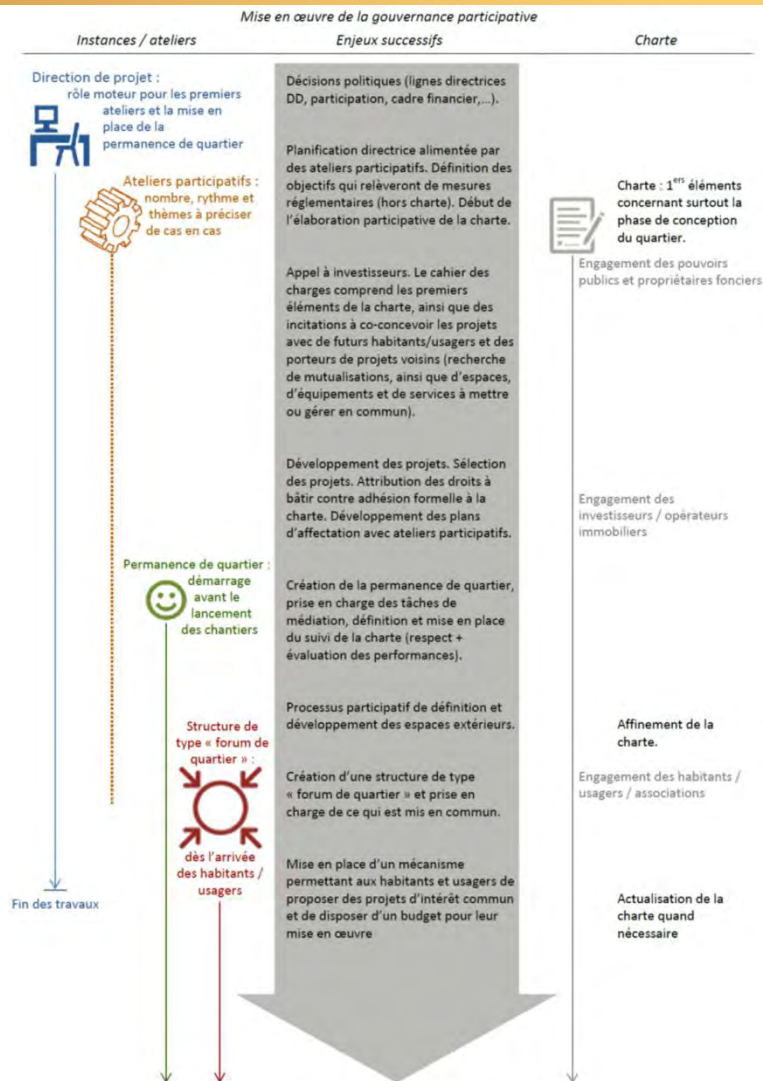 Mise en œuvre de la gouvernance participative
Instances / ateliers
Enjeux successifs
Charte
Direction de projet :
rôle moteur pour les premiers
ateliers et la mise en
place de la
permanence de quartier
Ateliers participatifs :
nombre, rythme et
thèmes à préciser
de cas en cas
Permanence de quartier :
démarrage
avant le
lancement
des chantiers
Structure de
type « forum de
quartier » :
dès l'arrivée
des habitants /
usagers
Fin des travaux
Décisions politiques (lignes directrices
DD, participation, cadre financier,...).
Planification directrice alimentée par
des ateliers participatifs. Définition des
objectifs qui relèveront de mesures
réglementaires (hors charte). Début de
l'élaboration participative de la charte.
Appel à investisseurs. Le cahier des
charges comprend les premiers
éléments de la charte, ainsi que des
incitations à co-concevoir les projets
avec de futurs habitants/usagers et des
porteurs de projets voisins (recherche
de mutualisations, ainsi que d'espaces,
d'équipements et de services à mettre
ou gérer en commun).
Développement des projets. Sélection
des projets. Attribution des droits à
bâtir contre adhésion formelle à la
charte. Développement des plans
d'affectation avec ateliers participatifs.
Création de la permanence de quartier,
prise en charge des tâches de
médiation, définition et mise en place
du suivi de la charte (respect +
évaluation des performances).
Processus participatif de définition et
développement des espaces extérieurs.
Création d'une structure de type
« forum de quartier » et prise en
charge de ce qui est mis en commun.
Mise en place d'un mécanisme
permettant aux habitants et usagers de
proposer des projets d'intérêt commun
et de disposer d'un budget pour leur
mise en œuvre
Charte : 1ers éléments
concernant surtout la
phase de conception
du quartier.
Engagement des pouvoirs
publics et propriétaires fonciers
Engagement des
investisseurs / opérateurs
immobiliers
Affinement de la
charte.
Engagement des habitants /
usagers / associations
Actualisation de la
charte quand
nécessaire